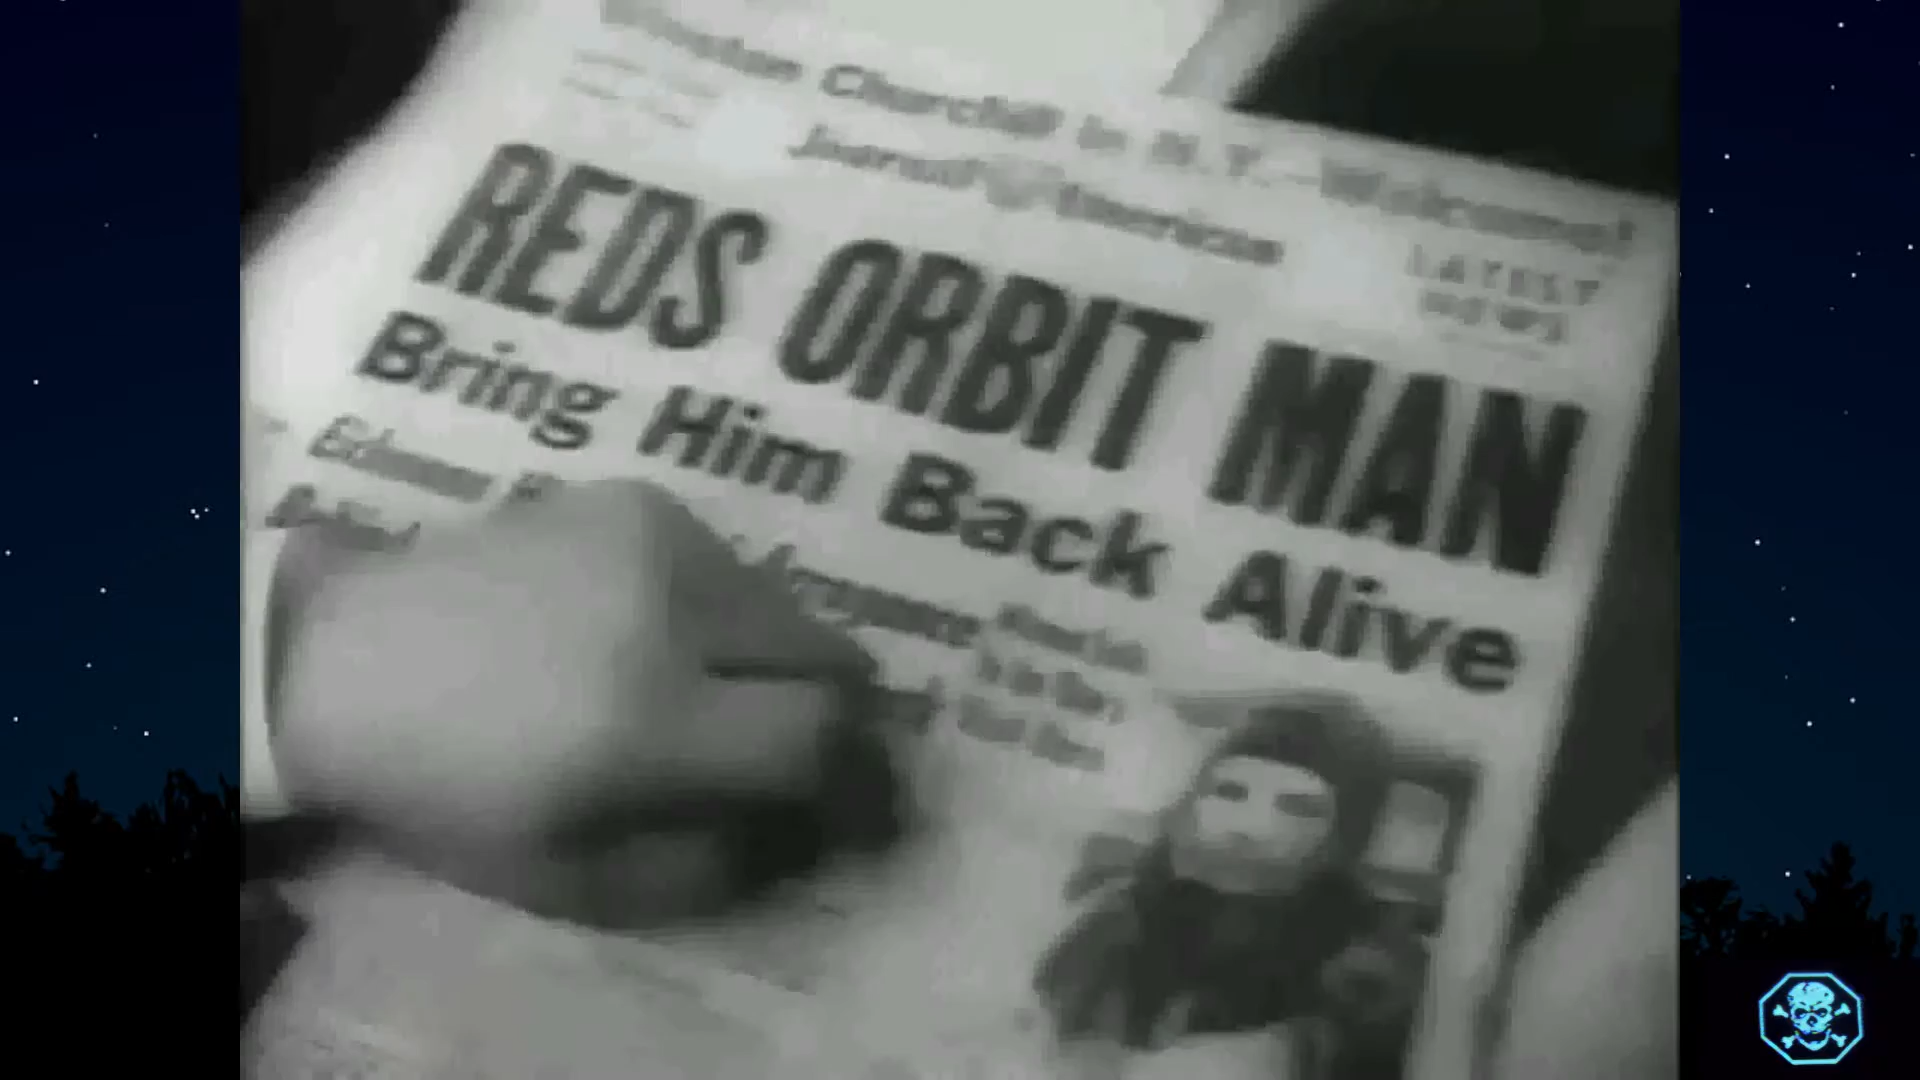 Winston Churchill in N.Y.—Welcome!
Journal American
LATEST
NEWS
REDS ORBIT MAN
Bring Him Back Alive